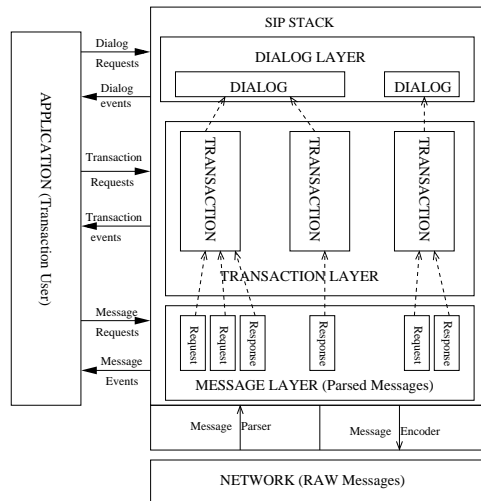 SIP STACK
DIALOG LAYER
DIALOG
DIALOG
Dialog
Requests
Dialog
events
APPLICATION (Transaction User)
TRANSACTION
TRANSACTION
TRANSACTION
Transaction
Requests
Transaction
events
TRANSACTION LAYER
Message
Requests
Request
Request
Response
Response
Request
Response
Message
Events
MESSAGE LAYER (Parsed Messages)
Message Parser
Message Encoder
NETWORK (RAW Messages)